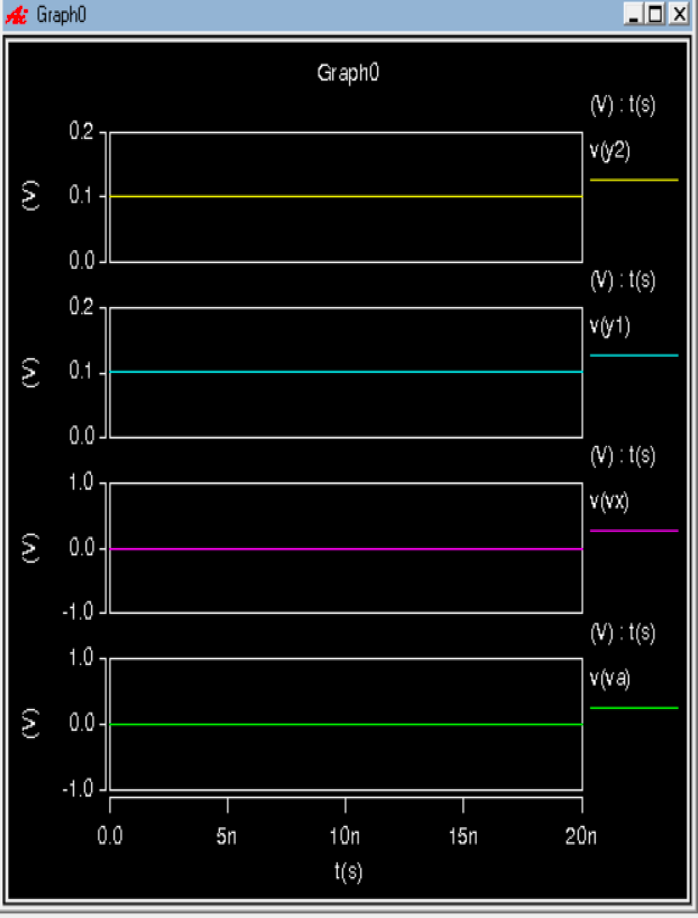 Graph0
Graph0
(V) : t(s)
v(y2)
0.2
0.1
0.0
(V)
(V) : t(s)
v(y1)
0.2
0.1
0.0
(V)
(V) : t(s)
v(vx)
1.0
0.0
-1.0
(V)
(V) : t(s)
v(va)
1.0
0.0
-1.0
(V)
0.0 5n 10n 15n 20n
t(s)